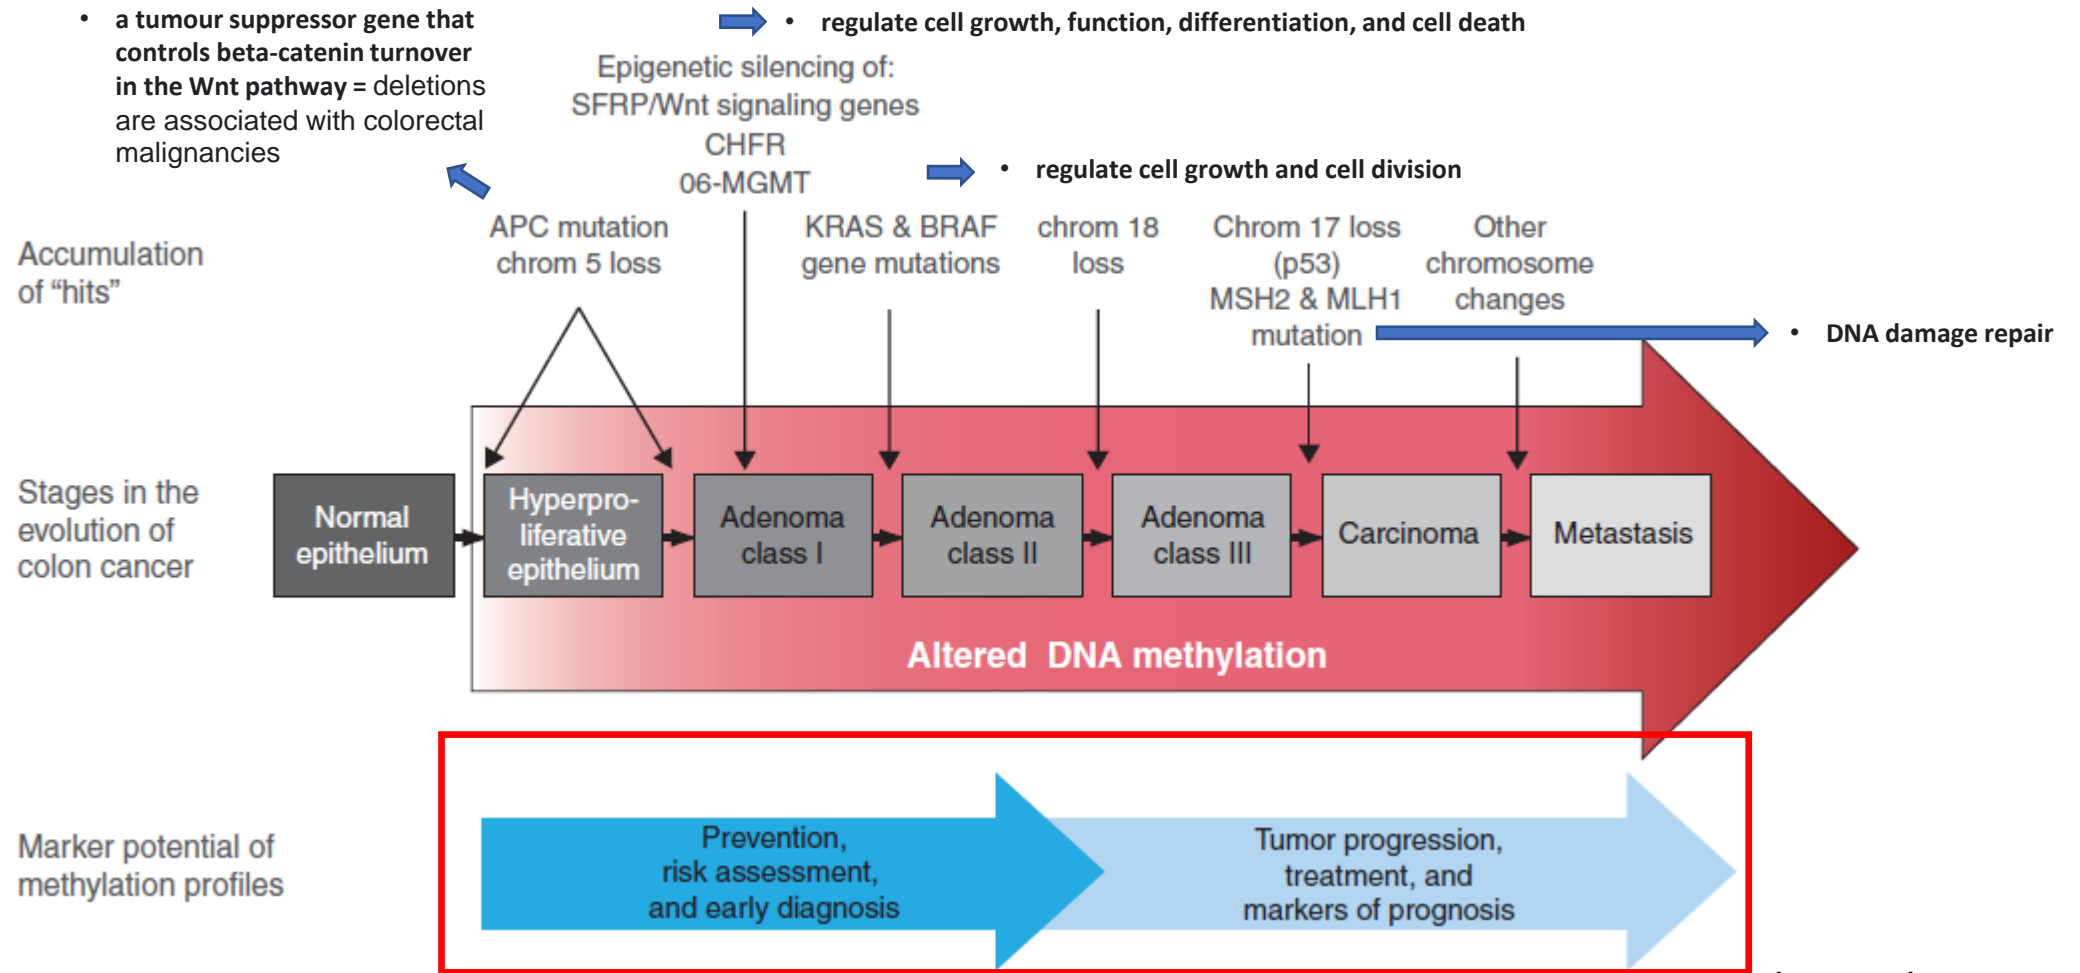 • a tumour suppressor gene that
controls beta-catenin turnover
in the Wnt pathway = deletions
are associated with colorectal
malignancies
• regulate cell growth, function, differentiation, and cell death
Epigenetic silencing of:
SFRP/Wnt signaling genes
CHFR
06-MGMT
• regulate cell growth and cell division
Accumulation
of “hits”
APC mutation
chrom 5 loss
KRAS & BRAF
gene mutations
chrom 18
loss
Chrom 17 loss
(p53)
MSH2 & MLH1
mutation
Other
chromosome
changes
• DNA damage repair
Stages in the
evolution of
colon cancer
Normal
epithelium
Hyperpro-
liferative
epithelium
Adenoma
class I
Adenoma
class II
Adenoma
class III
Carcinoma
Metastasis
Altered DNA methylation
Marker potential of
methylation profiles
Prevention,
risk assessment,
and early diagnosis
Tumor progression,
treatment, and
markers of prognosis